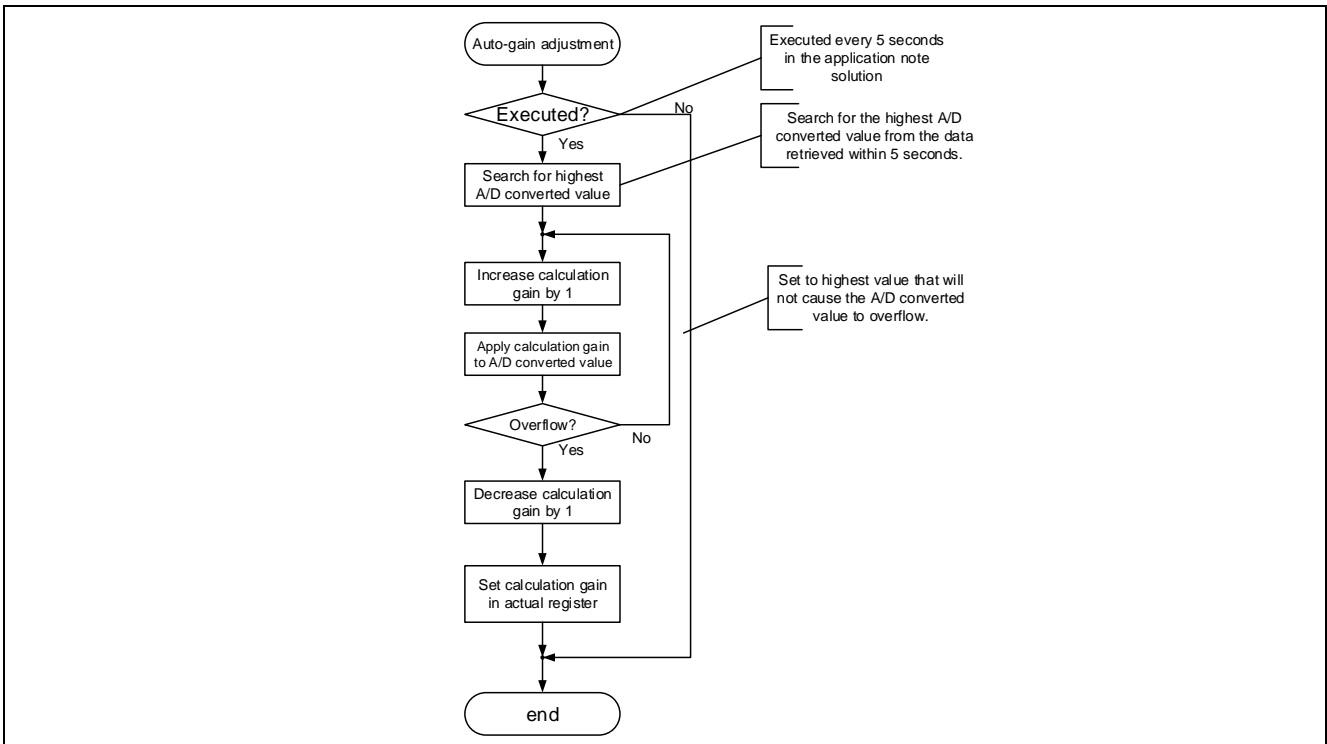 Auto-gain adjustment
Executed every 5 seconds
in the application note
solution
Executed?
No
Yes
Search for the highest A/D
converted value from the data
retrieved within 5 seconds.
Search for highest
A/D converted value
Increase calculation
gain by 1
Set to highest value that will
not cause the A/D converted
value to overflow.
Apply calculation gain
to A/D converted value
Overflow?
No
Yes
Decrease calculation
gain by 1
Set calculation gain
in actual register
end